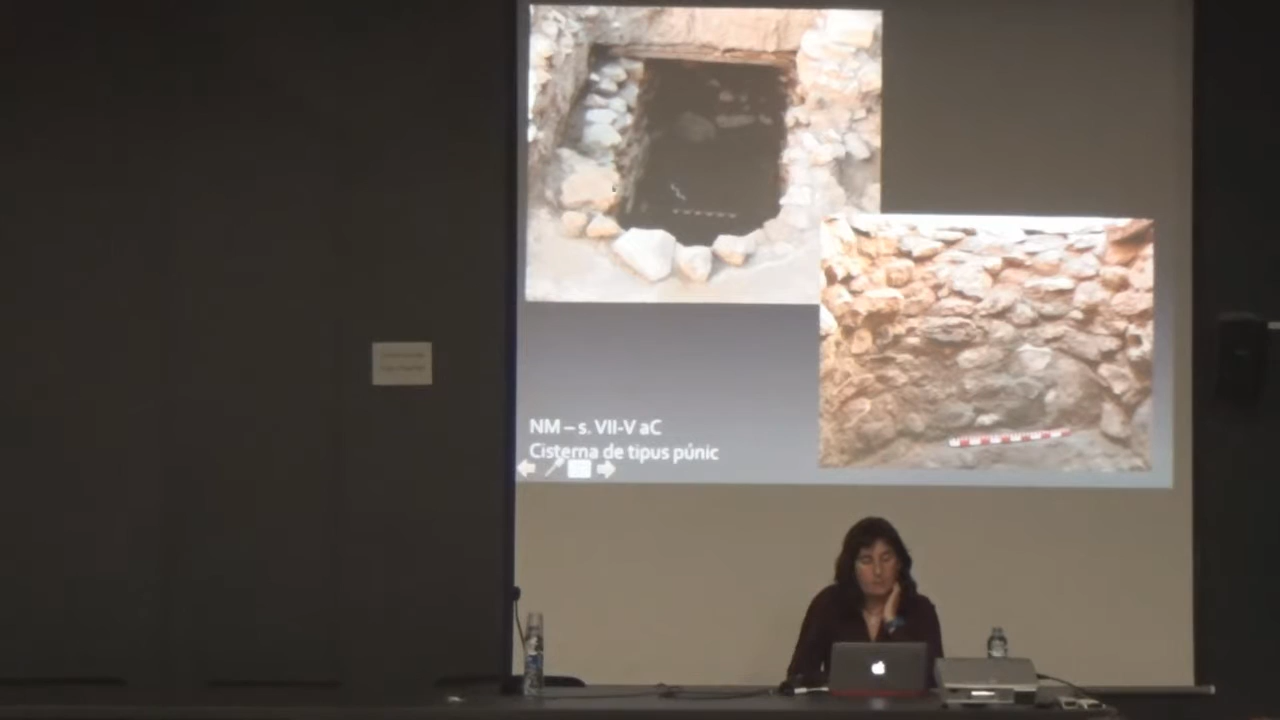 NM – s. VII-V aC
Cisterna de tipus púnic